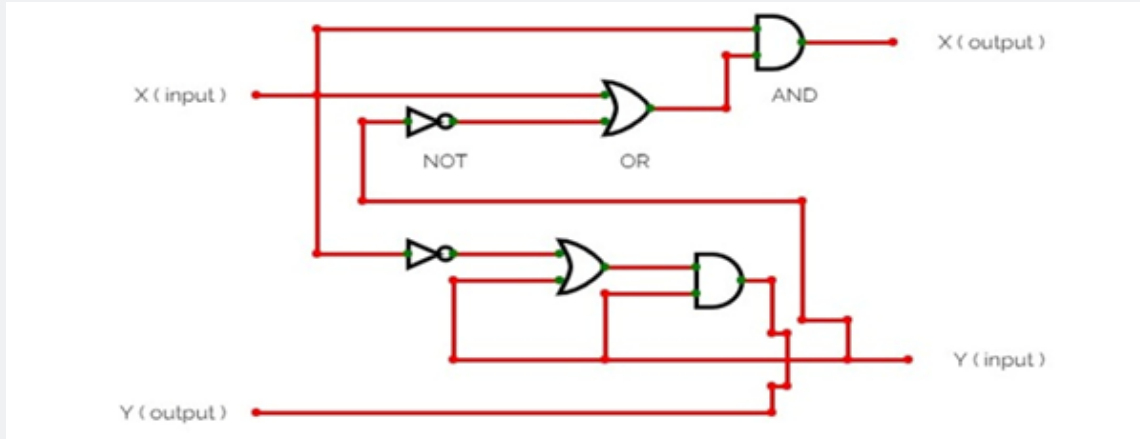 X ( output )
X ( input )
AND
NOT
OR
Y ( input )
Y ( output )